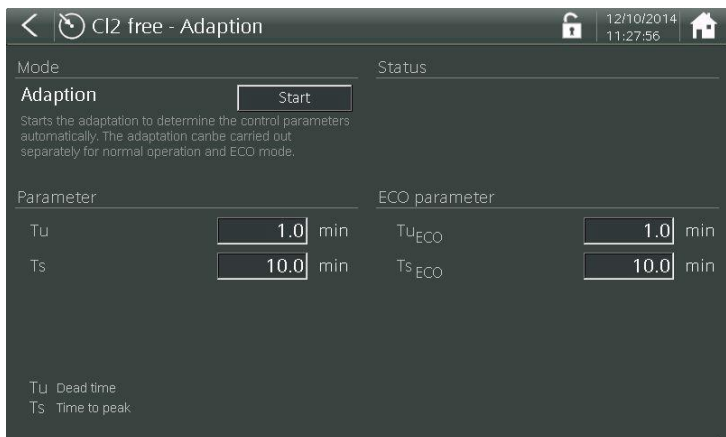 Cl2 free - Adaption
12/10/2014
11:27:56
Mode
Status
Adaption
Start
Starts the adaptation to determine the control parameters
automatically. The adaptation canbe carried out
separately for normal operation and ECO mode.
Parameter
ECO parameter
Tu 1.0 min
TuECO 1.0 min
Ts 10.0 min
TsECO 10.0 min
Tu Dead time
Ts Time to peak